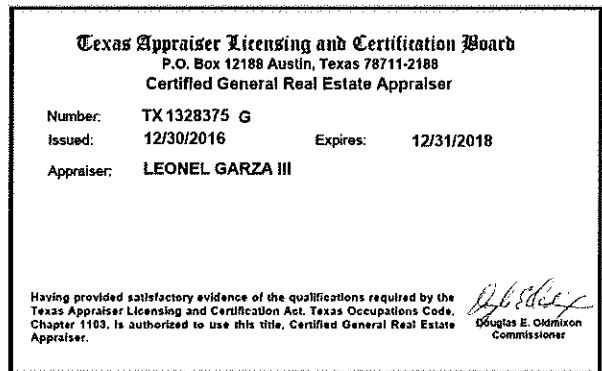 Texas Appraiser Licensing and Certification Board
P.O. Box 12188 Austin, Texas 78711-2188
Certified General Real Estate Appraiser
Number: TX 1328375 G
Issued: 12/30/2016 Expires: 12/31/2018
Appraiser: LEONEL GARZA III
Having provided satisfactory evidence of the qualifications required by the
Texas Appraiser Licensing and Certification Act, Texas Occupations Code,
Chapter 1103, is authorized to use this title, Certified General Real Estate
Appraiser.
Douglas E. Oldmixon
Commissioner